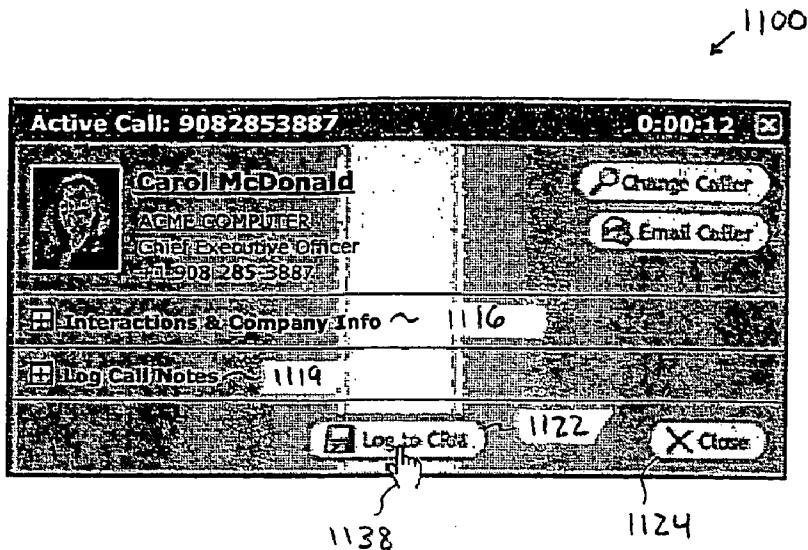 1100
Active Call: 9082853887 0:00:12
Carol McDonald
Change Caller
ACME COMPUTER
Chief Executive Officer
Email Caller
+1 908 285-3887
Interactions & Company Info ~ 1116
Log Call/Notes ~ 1119
Log to CRM 1122
Close
1138
1124